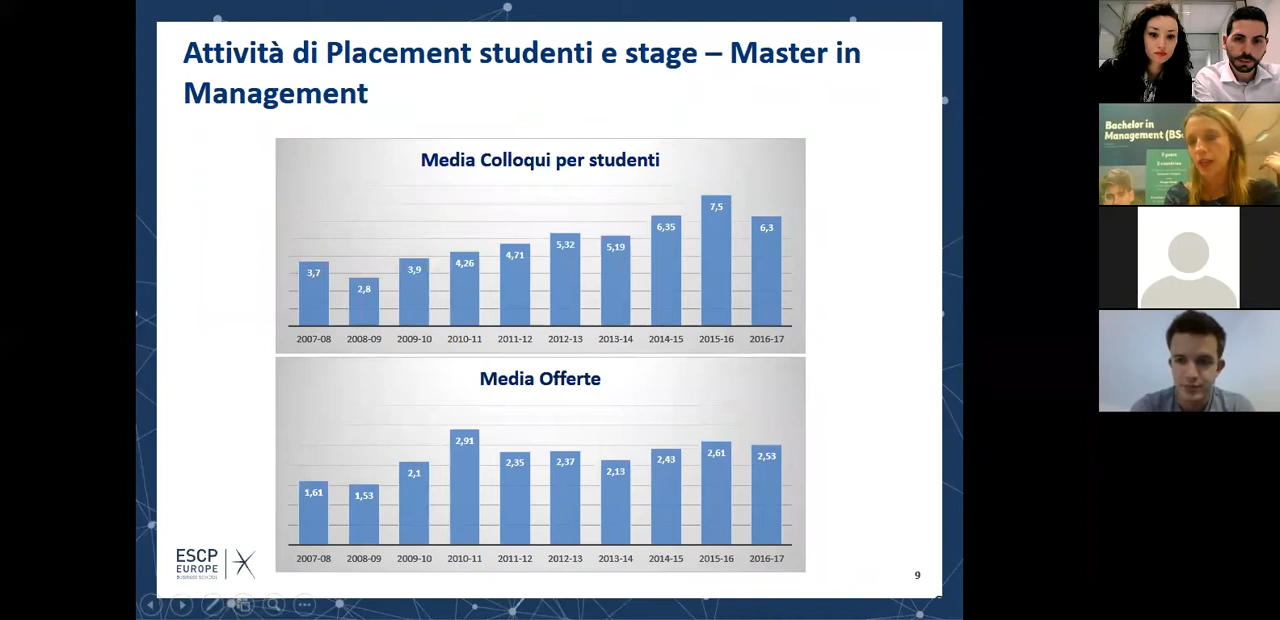 Attività di Placement studenti e stage – Master in
Management
Media Colloqui per studenti
7,5
6,35
6,3
5,32
5,19
4,71
4,26
3,9
3,7
2,8
2007-08 2008-09 2009-10 2010-11 2011-12 2012-13 2013-14 2014-15 2015-16 2016-17
Media Offerte
2,91
2,61
2,53
2,43
2,35
2,37
2,13
2,1
1,61
1,53
2007-08 2008-09 2009-10 2010-11 2011-12 2012-13 2013-14 2014-15 2015-16 2016-17
ESCP
EUROPE
BUSINESS SCHOOL
9
Bachelor in
Management (BSc